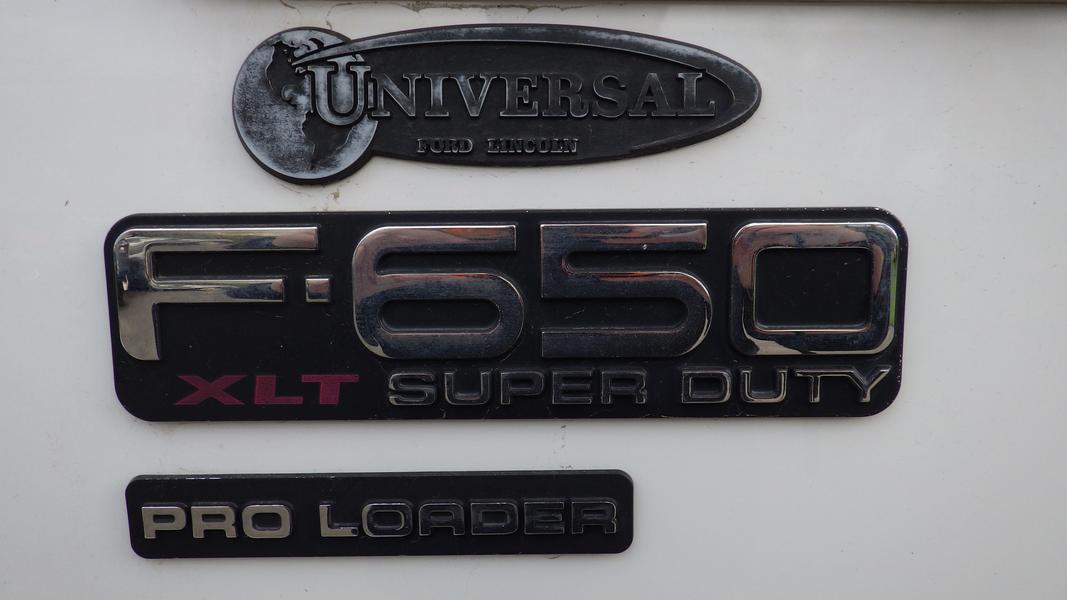 UNIVERSAL
FORD LINCOLN
F-650
XLT SUPER DUTY
PRO LOADER